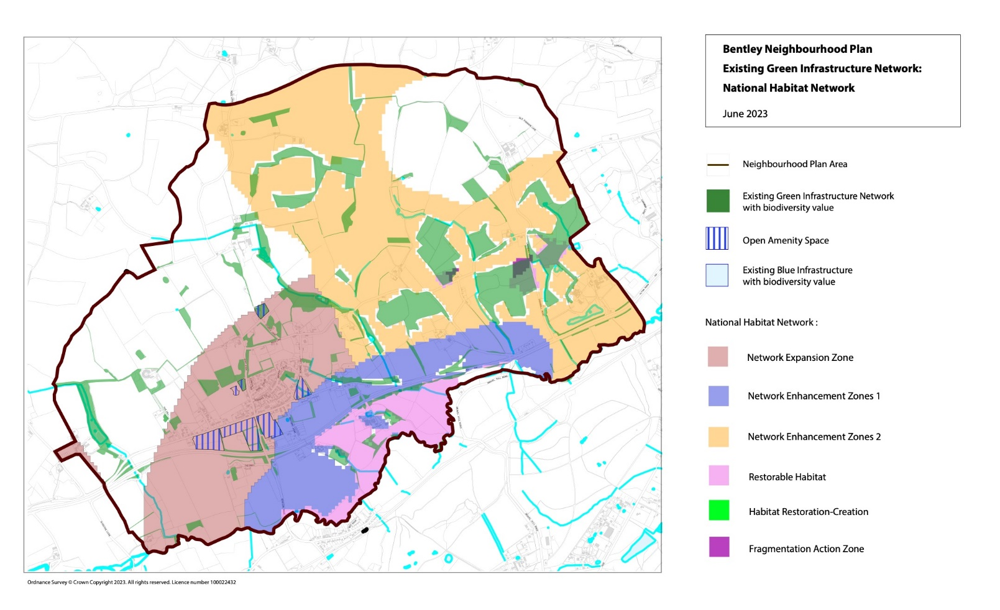 Bentley Neighbourhood Plan
Existing Green Infrastructure Network:
National Habitat Network
June 2023
Neighbourhood Plan Area
Existing Green Infrastructure Network
with biodiversity value
Open Amenity Space
Existing Blue Infrastructure
with biodiversity value
National Habitat Network :
Network Expansion Zone
Network Enhancement Zones 1
Network Enhancement Zones 2
Restorable Habitat
Habitat Restoration-Creation
Fragmentation Action Zone
Ordnance Survey © Crown Copyright 2023. All rights reserved. Licence number 100022432